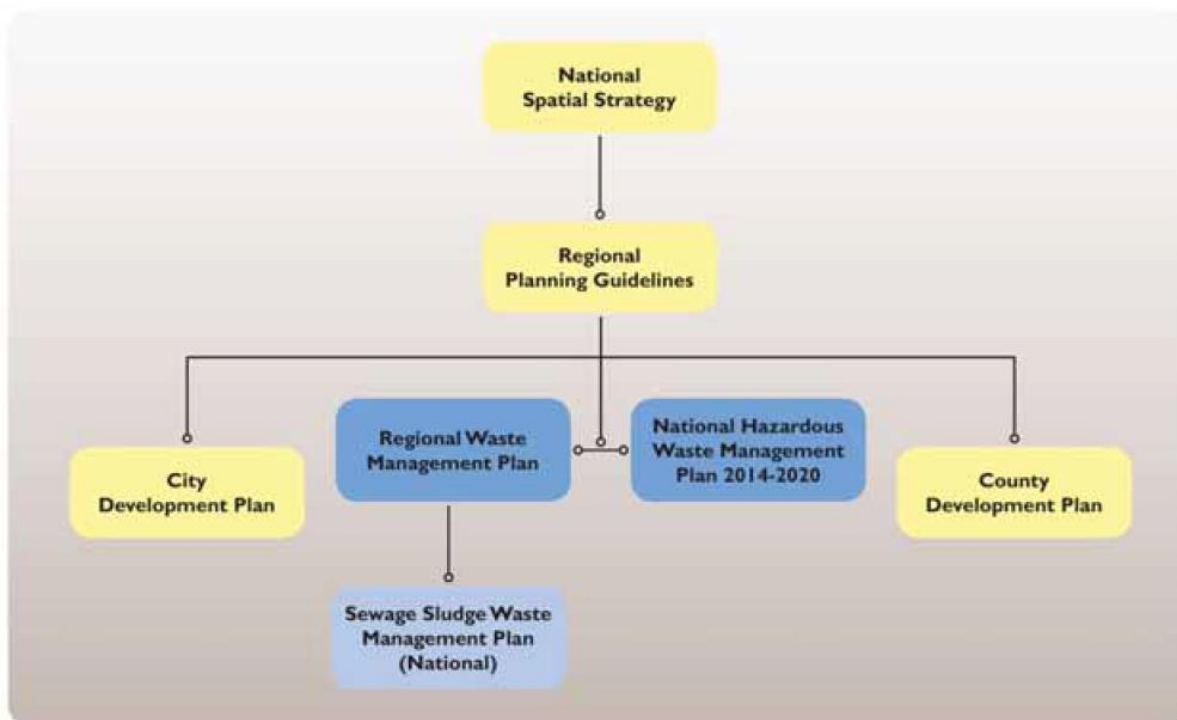 National
Spatial Strategy
Regional
Planning Guidelines
Regional Waste
Management Plan
National Hazardous
Waste Management
Plan 2014-2020
City
Development Plan
County
Development Plan
Sewage Sludge Waste
Management Plan
(National)